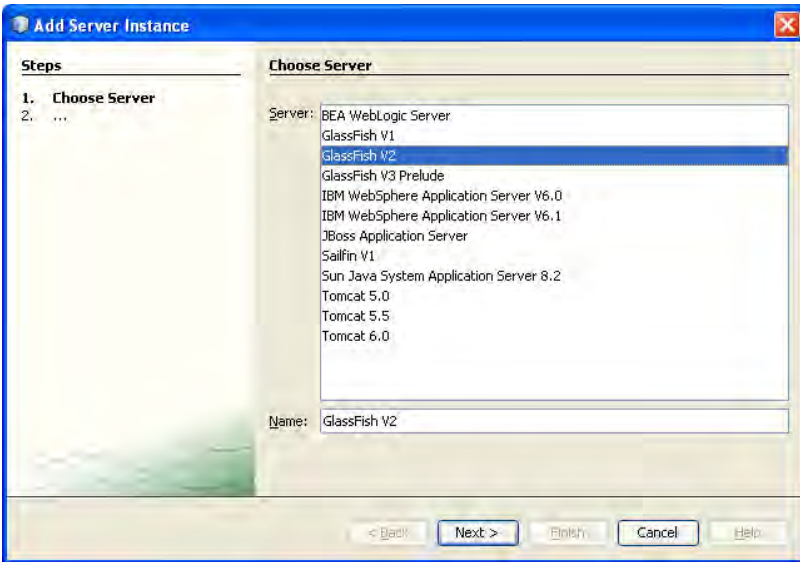 Add Server Instance
Steps
1. Choose Server
2. ...
Choose Server
Server:
BEA WebLogic Server
GlassFish V1
GlassFish V2
GlassFish V3 Prelude
IBM WebSphere Application Server V6.0
IBM WebSphere Application Server V6.1
JBoss Application Server
Sailfin V1
Sun Java System Application Server 8.2
Tomcat 5.0
Tomcat 5.5
Tomcat 6.0
Name: GlassFish V2
< Back Next > Finish Cancel Help